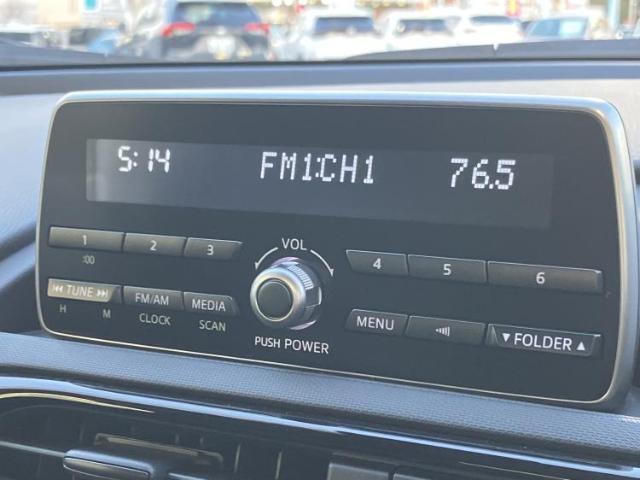 5:14 FM1:CH1 76.5
VOL
1 2 3 4 5 6
:00
⏮ TUNE ⏭ FM/AM MEDIA MENU ▼ FOLDER ▲
H M CLOCK SCAN
PUSH POWER